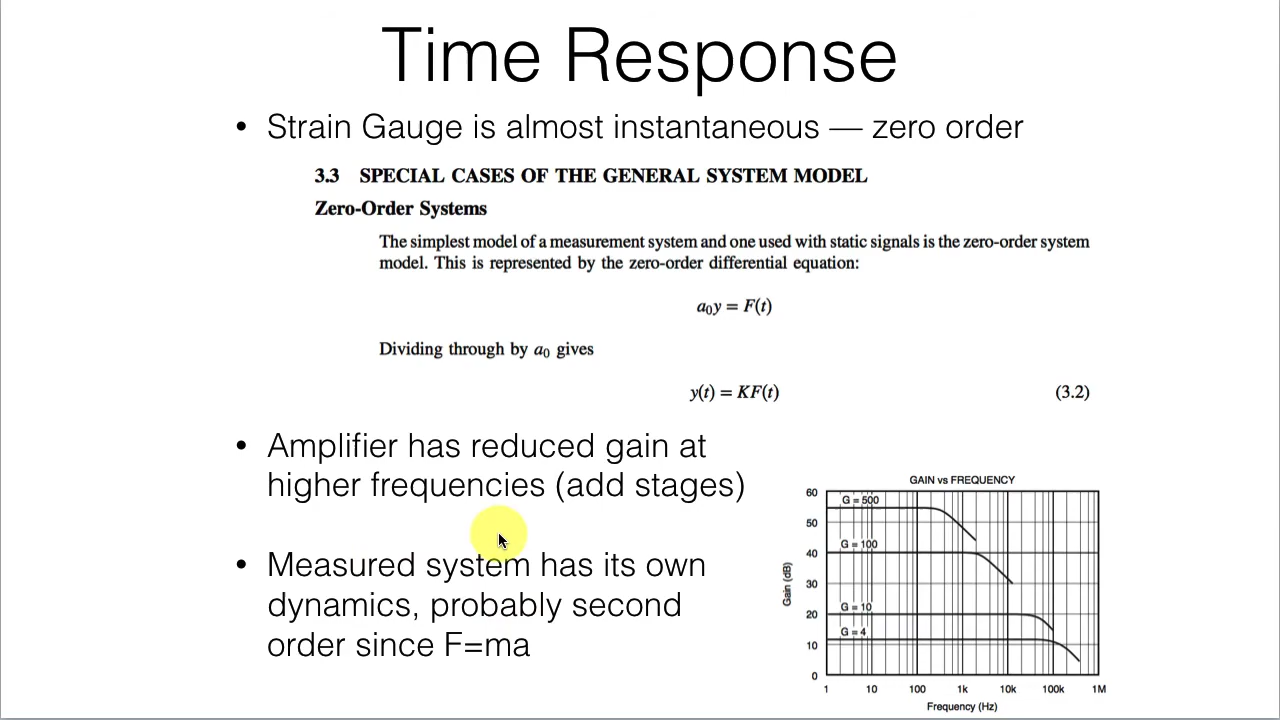 Time Response
• Strain Gauge is almost instantaneous — zero order
3.3 SPECIAL CASES OF THE GENERAL SYSTEM MODEL
Zero-Order Systems
The simplest model of a measurement system and one used with static signals is the zero-order system
model. This is represented by the zero-order differential equation:
a₀y = F(t)
Dividing through by a₀ gives
y(t) = KF(t) (3.2)
• Amplifier has reduced gain at
higher frequencies (add stages)
• Measured system has its own
dynamics, probably second
order since F=ma
GAIN vs FREQUENCY
Gain (dB)
60
50
40
30
20
10
0
G = 500
G = 100
G = 10
G = 4
1 10 100 1k 10k 100k 1M
Frequency (Hz)